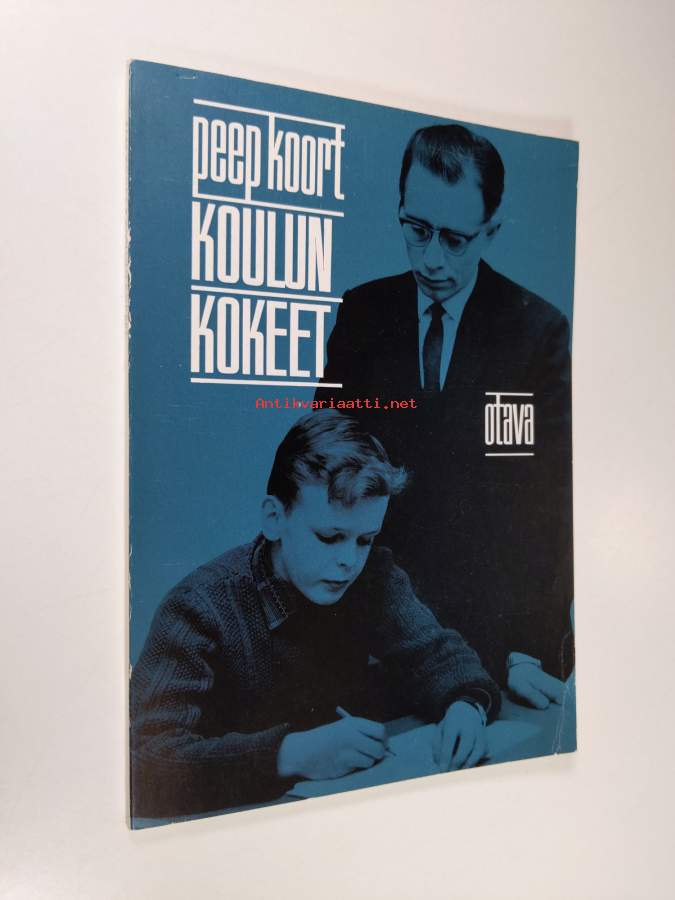 peep koort
KOULUN
KOKEET
Antikvariaatti.net
otava